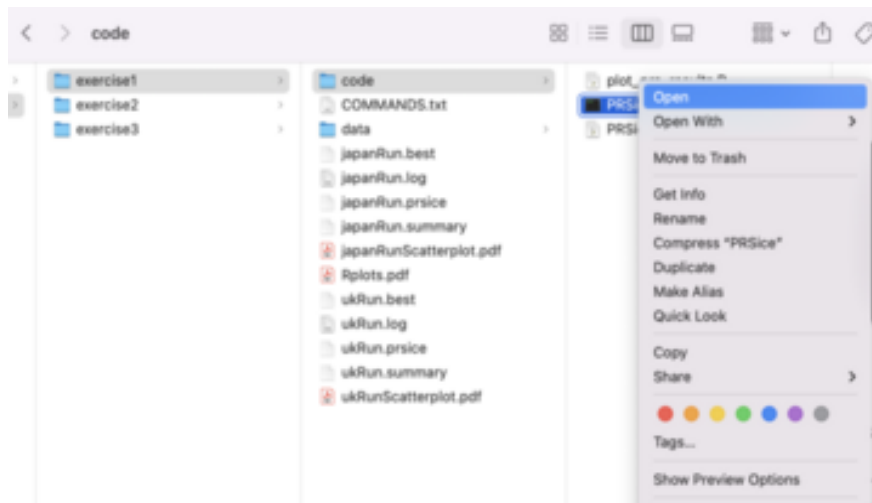 code
exercise1
exercise2
exercise3
code
COMMANDS.txt
data
japanRun.best
japanRun.log
japanRun.prsice
japanRun.summary
japanRunScatterplot.pdf
Rplots.pdf
ukRun.best
ukRun.log
ukRun.prsice
ukRun.summary
ukRunScatterplot.pdf
PRSi
PRSi
Open
Open With
Move to Trash
Get Info
Rename
Compress "PRSice"
Duplicate
Make Alias
Quick Look
Copy
Share
Tags...
Show Preview Options